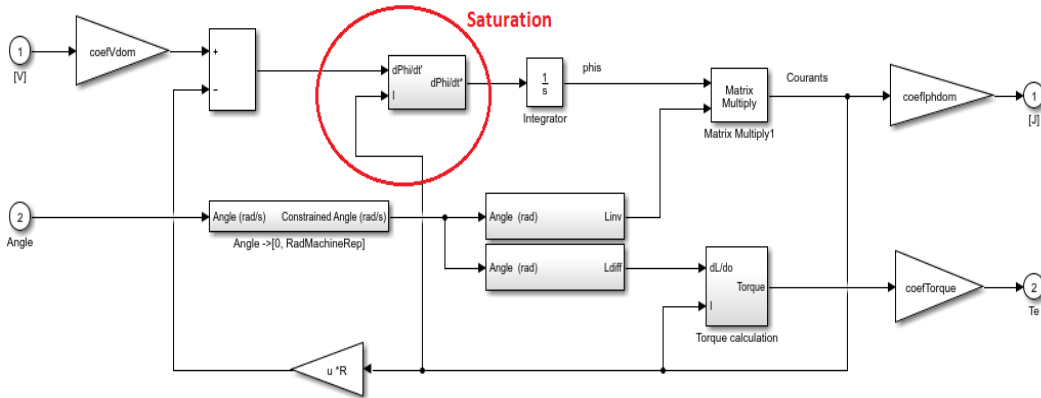 Saturation
1
[V]
coefVdom
+
−
dPhi/dt'
I
dPhi/dt*
1
s
Integrator
phis
Matrix
Multiply
Matrix Multiply1
Courants
coefIphdom
1
[J]
2
Angle
Angle (rad/s)
Constrained Angle (rad/s)
Angle ->[0, RadMachineRep]
Angle (rad)
Linv
Angle (rad)
Ldiff
dL/do
I
Torque
Torque calculation
coefTorque
2
Te
u *R